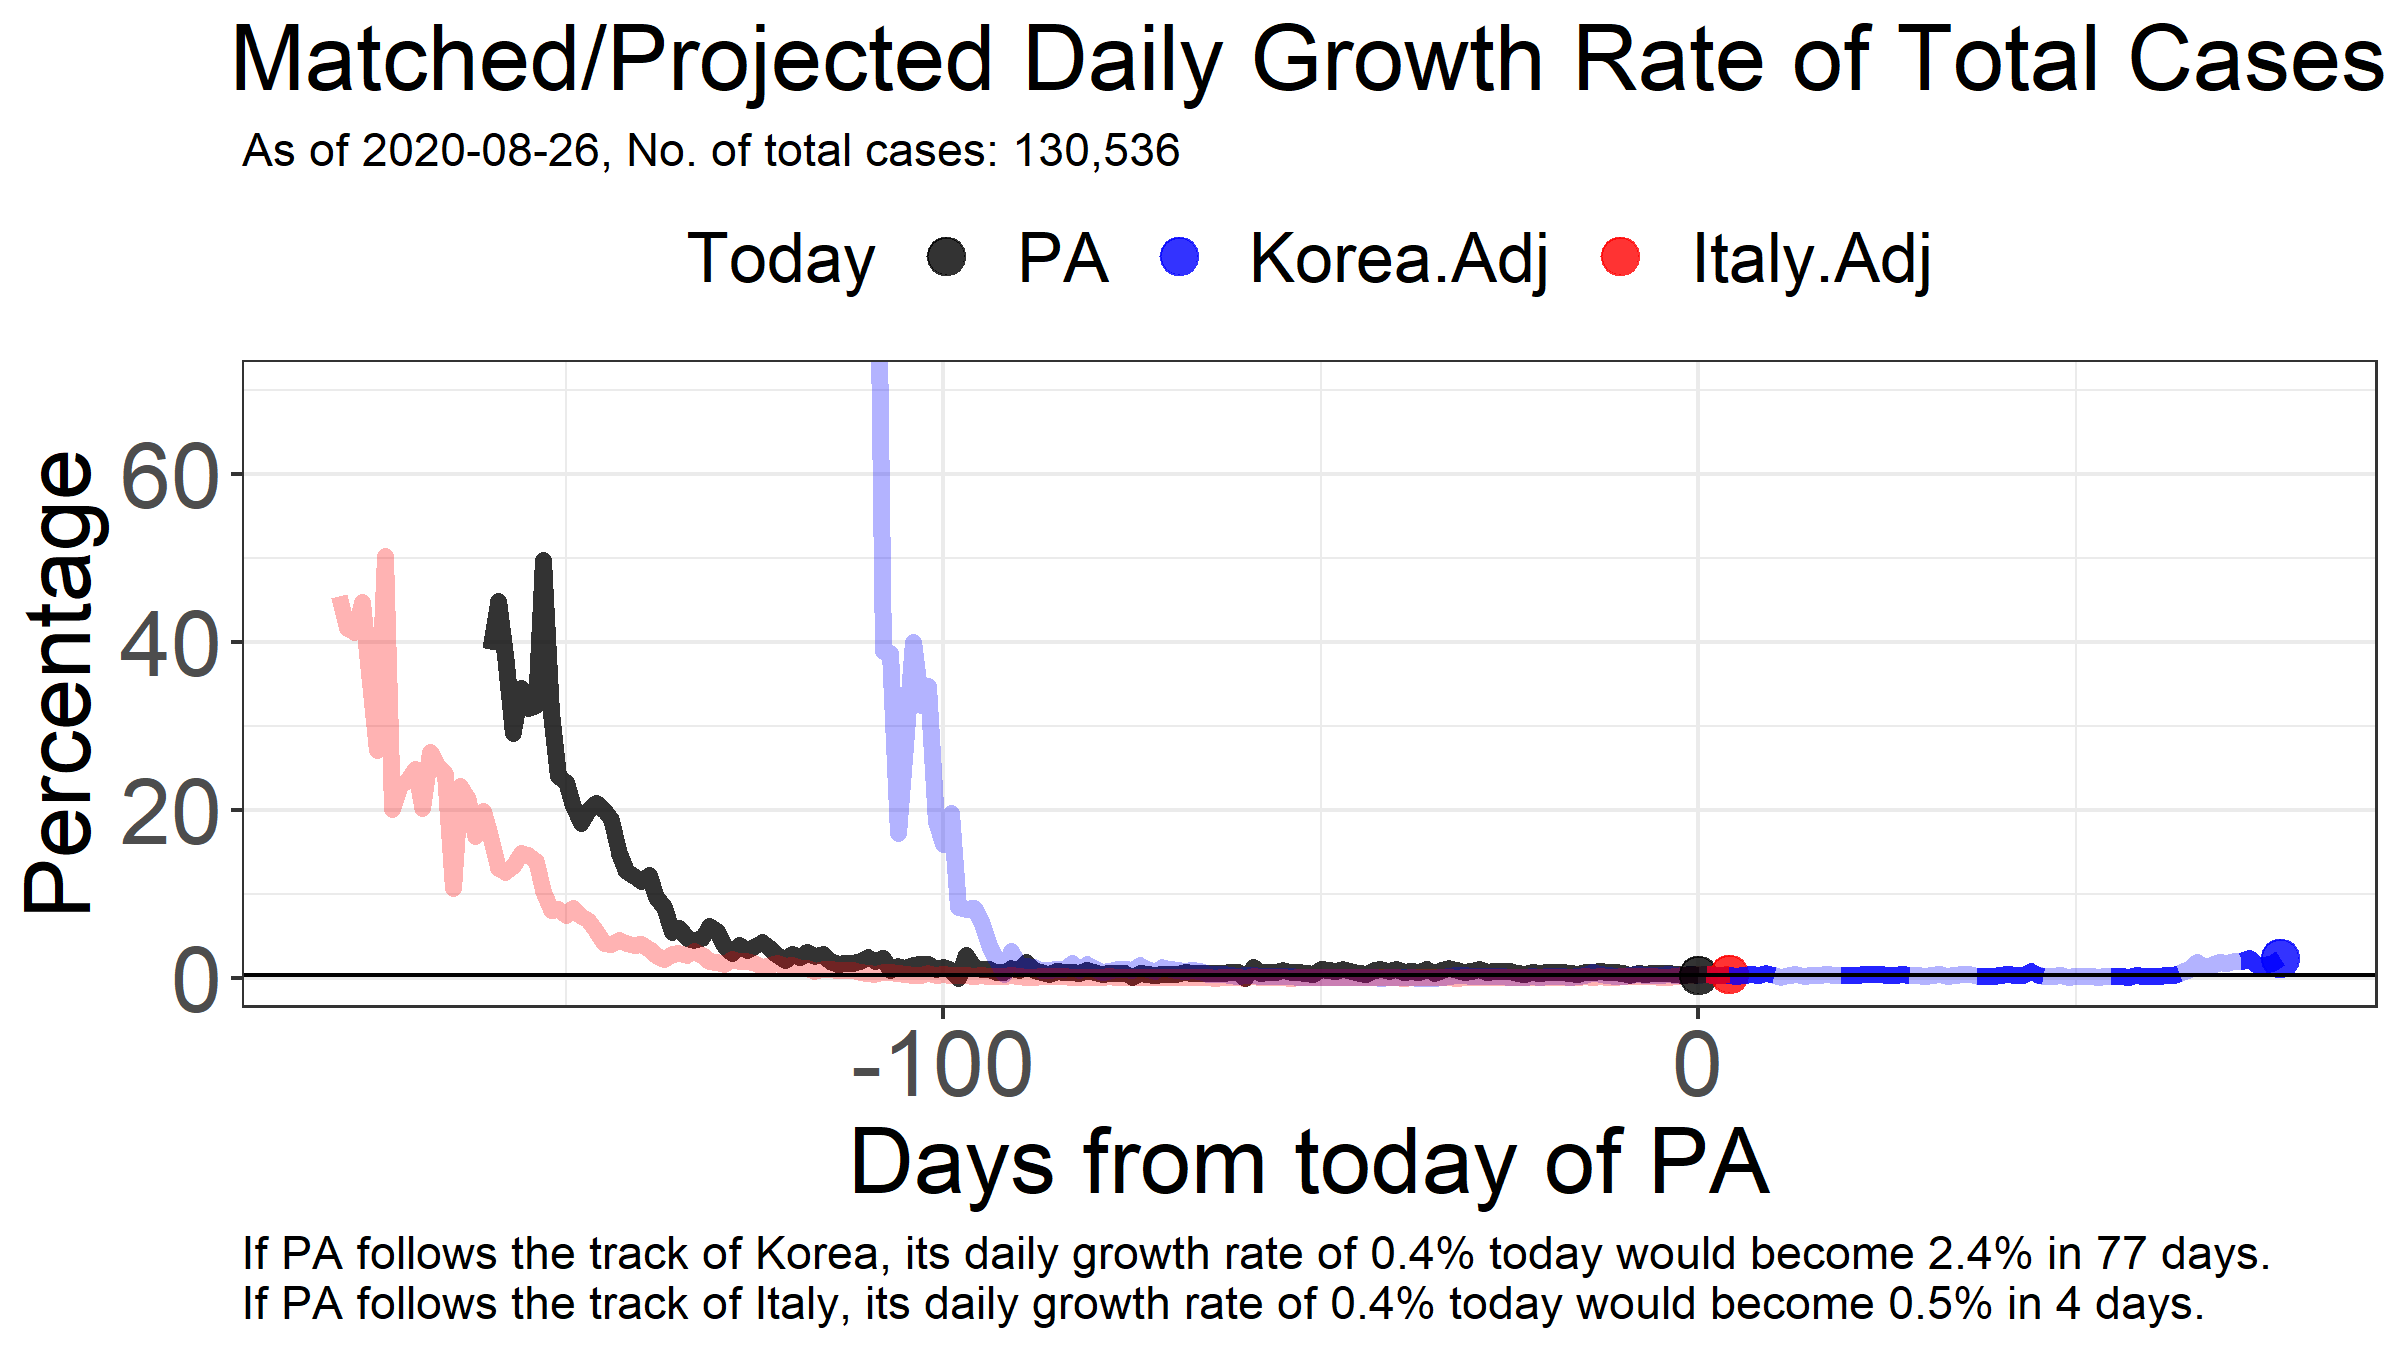 Matched/Projected Daily Growth Rate of Total Cases
As of 2020-08-26, No. of total cases: 130,536
Today PA Korea.Adj Italy.Adj
Percentage
60
40
20
0
-100 0
Days from today of PA
If PA follows the track of Korea, its daily growth rate of 0.4% today would become 2.4% in 77 days.
If PA follows the track of Italy, its daily growth rate of 0.4% today would become 0.5% in 4 days.